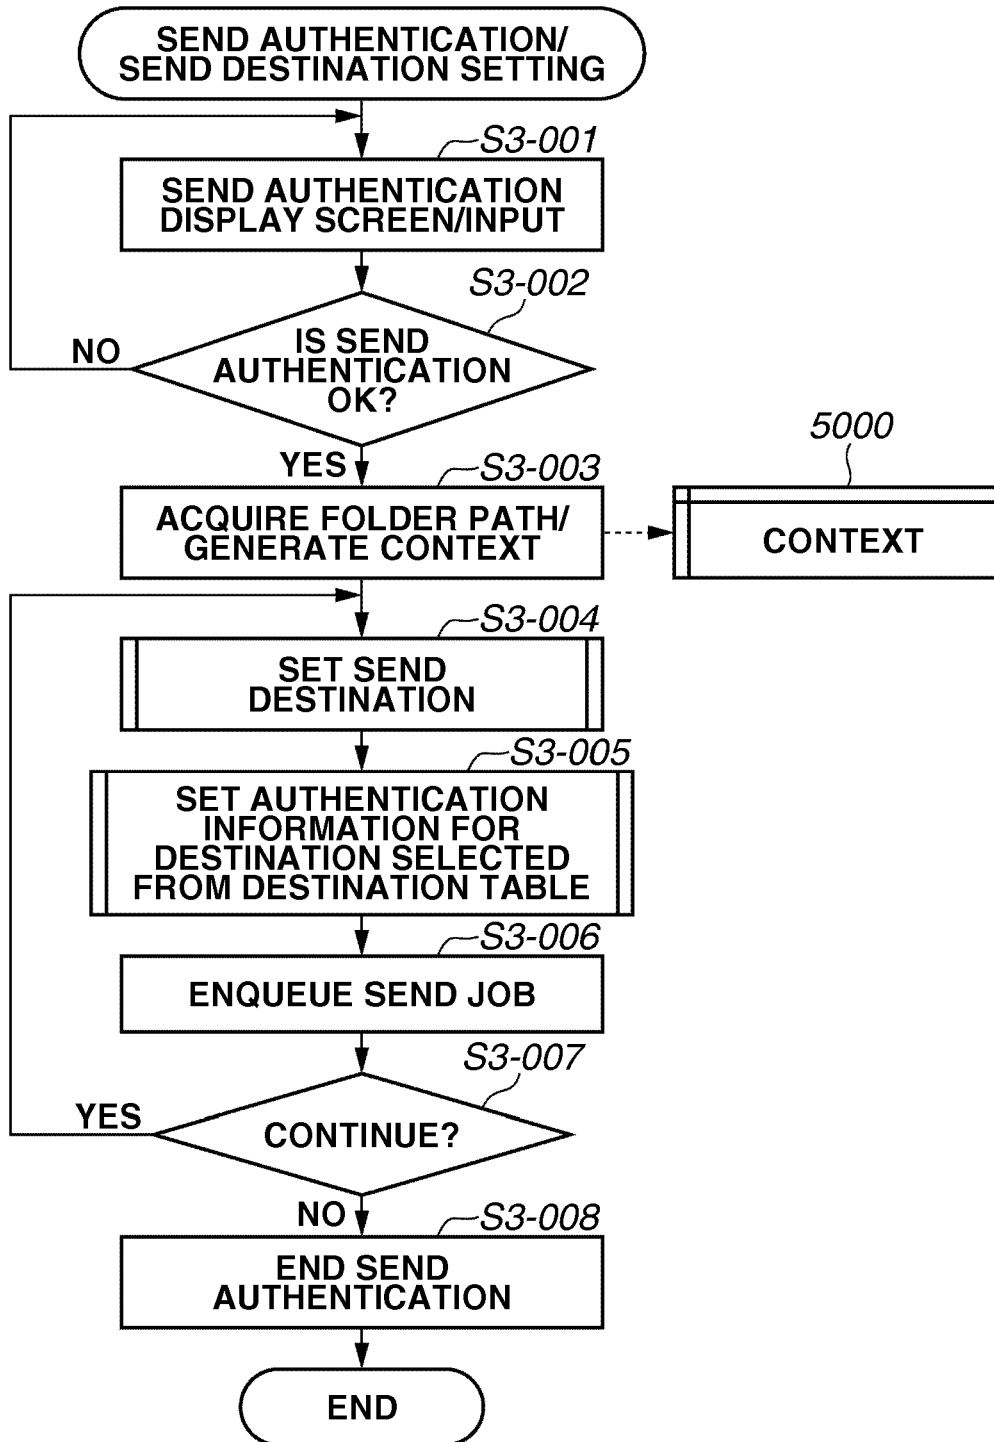 SEND AUTHENTICATION/
SEND DESTINATION SETTING
S3-001
SEND AUTHENTICATION
DISPLAY SCREEN/INPUT
S3-002
IS SEND
AUTHENTICATION
OK?
NO
YES
S3-003
ACQUIRE FOLDER PATH/
GENERATE CONTEXT
5000
CONTEXT
S3-004
SET SEND
DESTINATION
S3-005
SET AUTHENTICATION
INFORMATION FOR
DESTINATION SELECTED
FROM DESTINATION TABLE
S3-006
ENQUEUE SEND JOB
S3-007
CONTINUE?
YES
NO
S3-008
END SEND
AUTHENTICATION
END